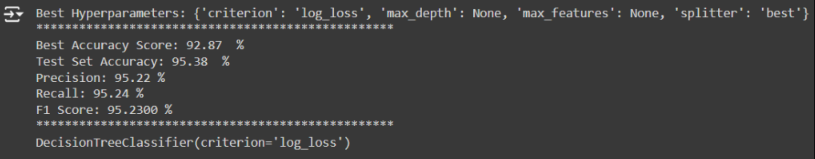 Best Hyperparameters: {'criterion': 'log_loss', 'max_depth': None, 'max_features': None, 'splitter': 'best'}
**************************************************
Best Accuracy Score: 92.87  %
Test Set Accuracy: 95.38  %
Precision: 95.22 %
Recall: 95.24 %
F1 Score: 95.2300 %
**************************************************
DecisionTreeClassifier(criterion='log_loss')